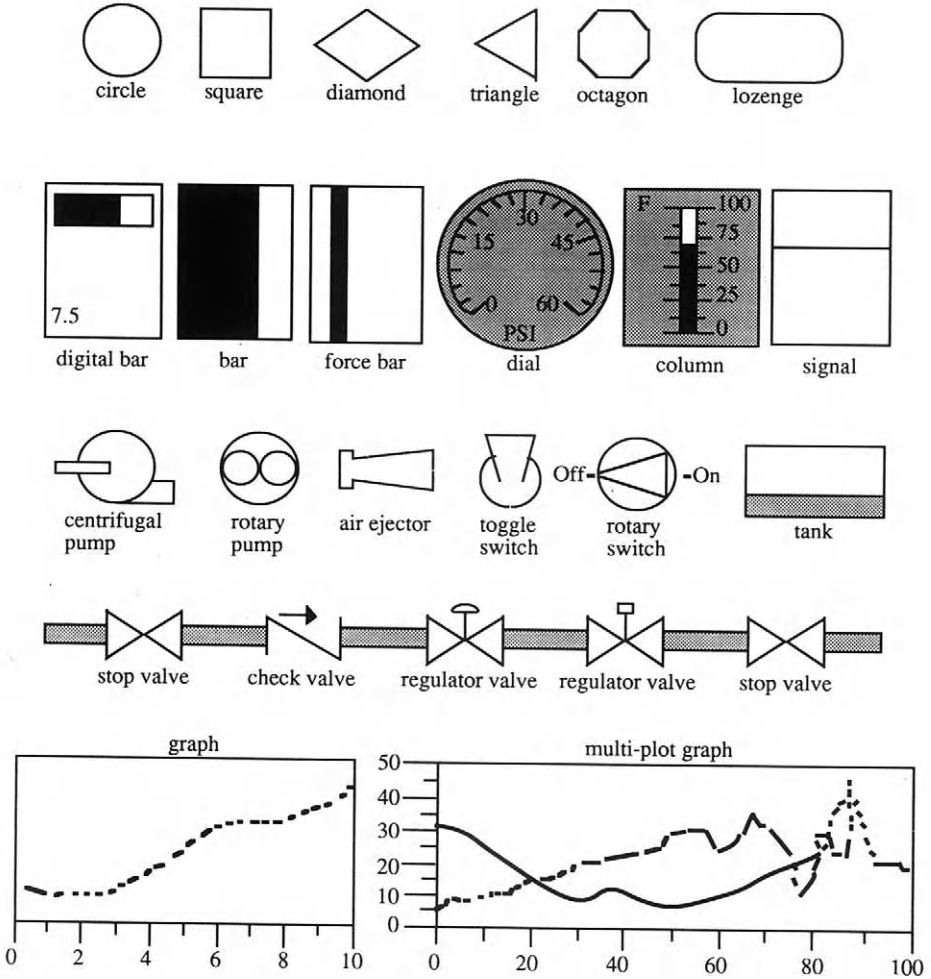 circle square diamond triangle octagon lozenge
F 100
30
15 45 75
50
25
7.5 0 60 0
PSI
digital bar bar force bar dial column signal
Off On
centrifugal rotary air ejector toggle rotary tank
pump pump switch switch
stop valve check valve regulator valve regulator valve stop valve
graph multi-plot graph
50
40
30
20
10
0
0 2 4 6 8 10 0 20 40 60 80 100